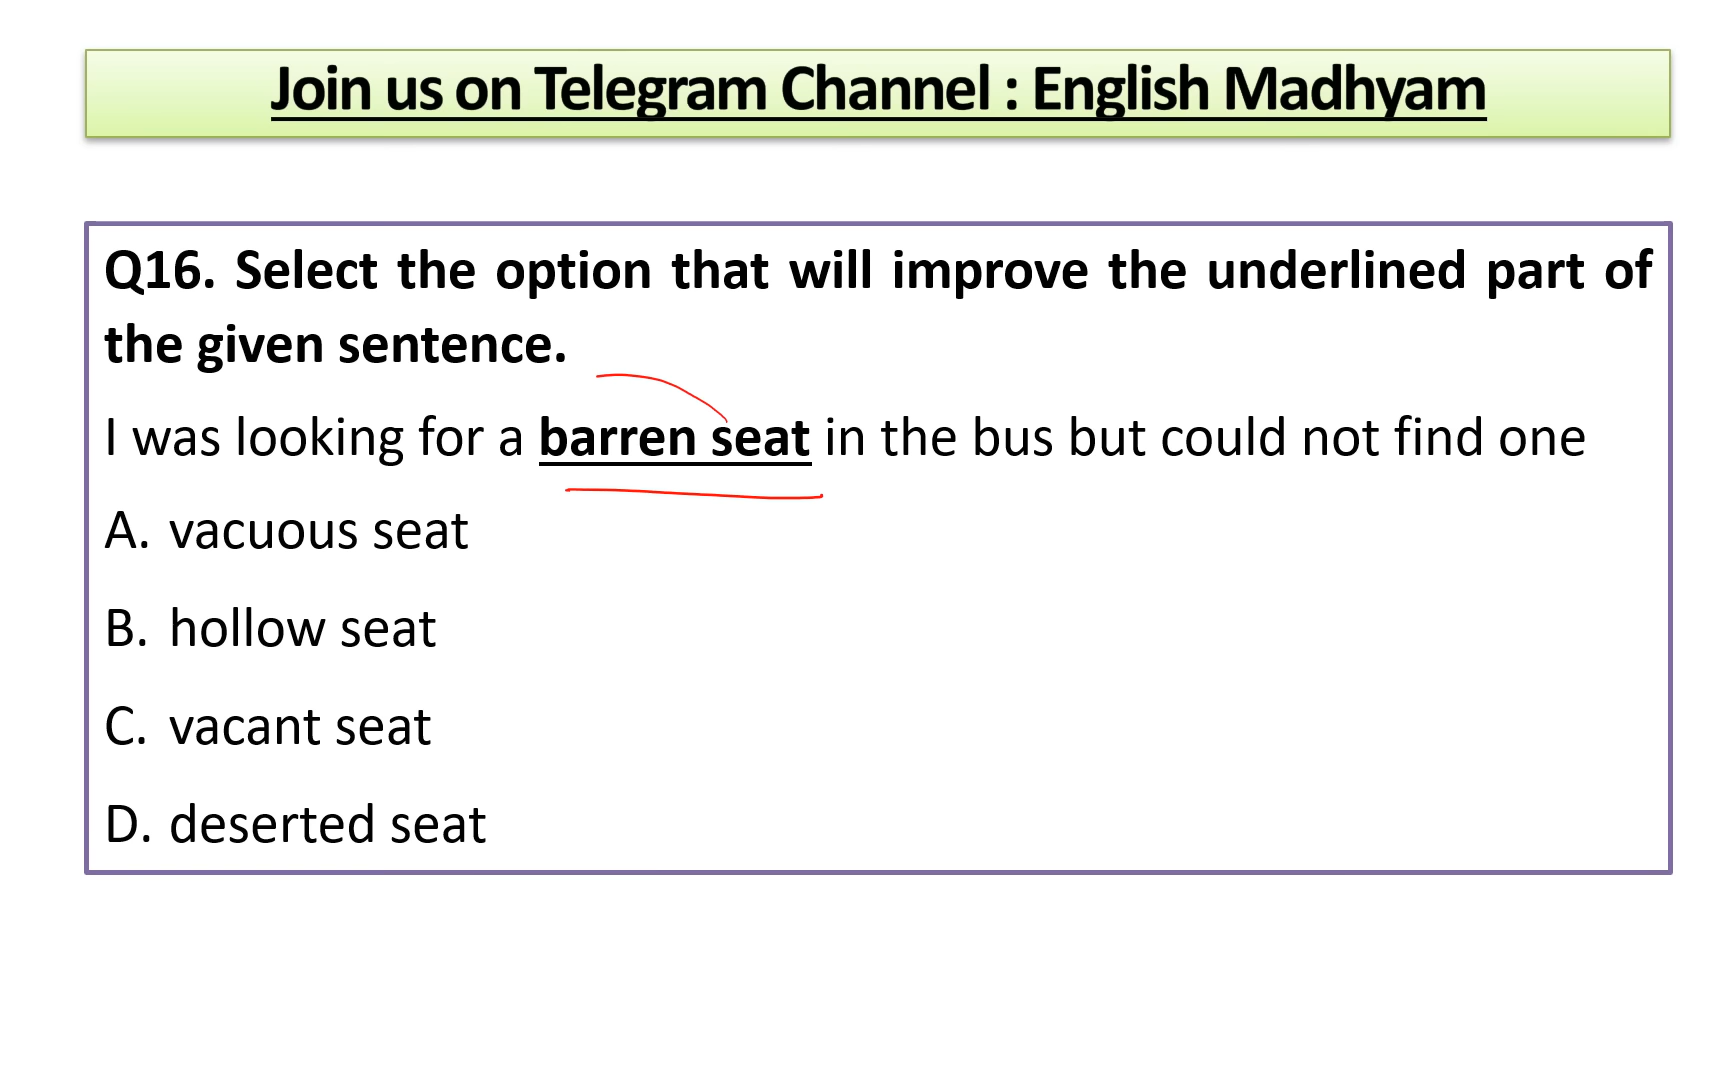 Join us on Telegram Channel : English Madhyam
Q16. Select the option that will improve the underlined part of
the given sentence.
I was looking for a barren seat in the bus but could not find one
A. vacuous seat
B. hollow seat
C. vacant seat
D. deserted seat